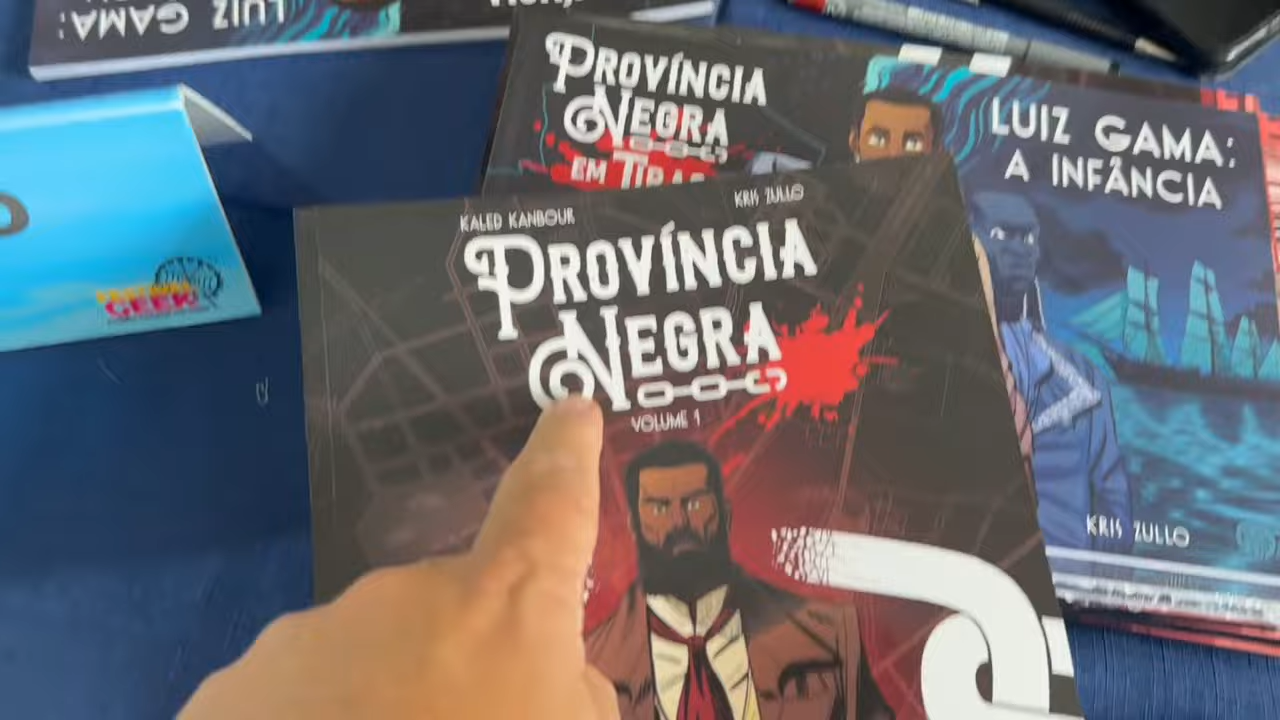 LUIZ
GAMA:
PROVÍNCIA
NEGRA
EM TIRAS
LUIZ GAMA:
A INFÂNCIA
KRIS ZULLO
KALED KANBOUR
KRIS ZULLO
PROVÍNCIA
NEGRA
VOLUME 1
GEEK